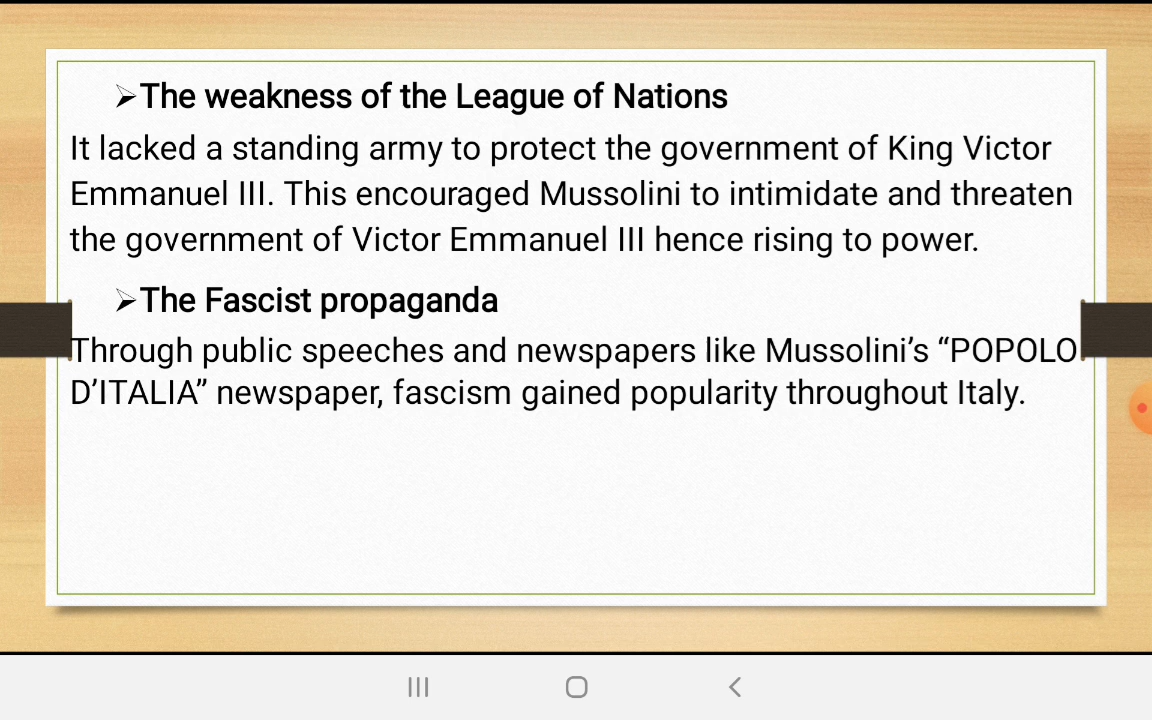 ➢The weakness of the League of Nations
It lacked a standing army to protect the government of King Victor
Emmanuel III. This encouraged Mussolini to intimidate and threaten
the government of Victor Emmanuel III hence rising to power.
➢The Fascist propaganda
Through public speeches and newspapers like Mussolini’s “POPOLO
D’ITALIA” newspaper, fascism gained popularity throughout Italy.